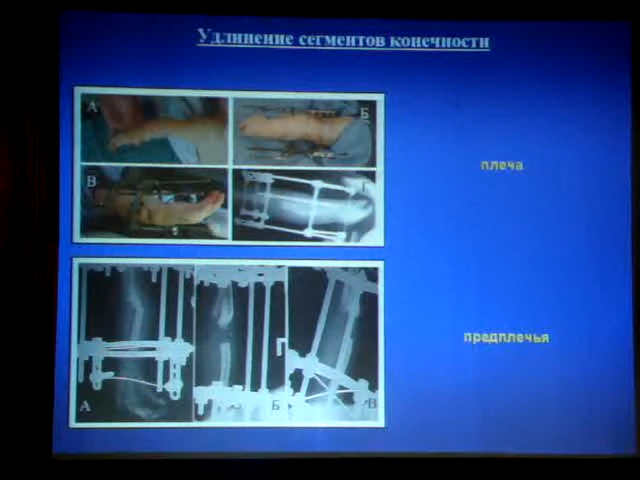 Удлинение сегментов конечности
А
Б
В
Г
плеча
А
Б
В
предплечья